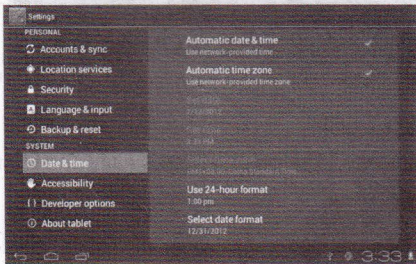 Settings
PERSONAL
Accounts & sync
Location services
Security
Language & input
Backup & reset
SYSTEM
Date & time
Accessibility
Developer options
About tablet
Automatic date & time
Use network-provided time
Automatic time zone
Use network-provided time zone
Use 24-hour format
1:00 pm
Select date format
12/31/2012
3:33